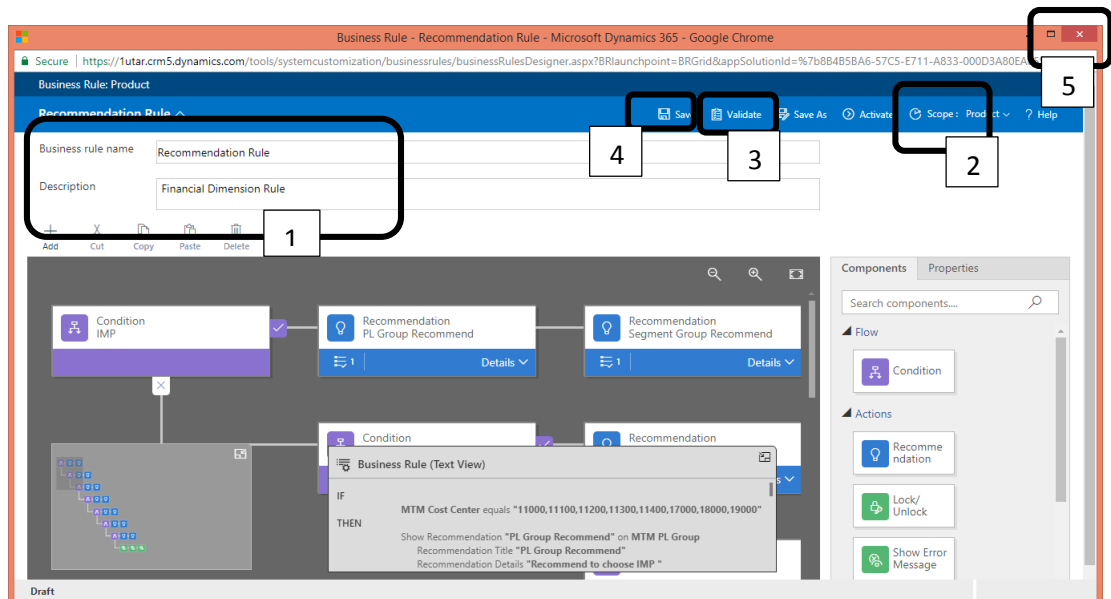 Business Rule - Recommendation Rule - Microsoft Dynamics 365 - Google Chrome
5
Secure https://1utar.crm5.dynamics.com/tools/systemcustomization/businessrules/businessRulesDesigner.aspx?BRlaunchpoint=BRGrid&appSolutionId=%7b8B4B5BA6-57C5-E711-A833-000D3A80EA
Business Rule: Product
Recommendation Rule
Save Validate Save As Activate Scope : Product ? Help
4
3
2
Business rule name Recommendation Rule
Description Financial Dimension Rule
1
Add Cut Copy Paste Delete
Components Properties
Search components....
Condition
IMP
Recommendation
PL Group Recommend
1 Details
Recommendation
Segment Group Recommend
1 Details
Flow
Condition
Actions
Recomme
ndation
Lock/
Unlock
Show Error
Message
Condition
Recommendation
Business Rule (Text View)
IF
MTM Cost Center equals "11000,11100,11200,11300,11400,17000,18000,19000"
THEN
Show Recommendation "PL Group Recommend" on MTM PL Group
Recommendation Title "PL Group Recommend"
Recommendation Details "Recommend to choose IMP "
Draft